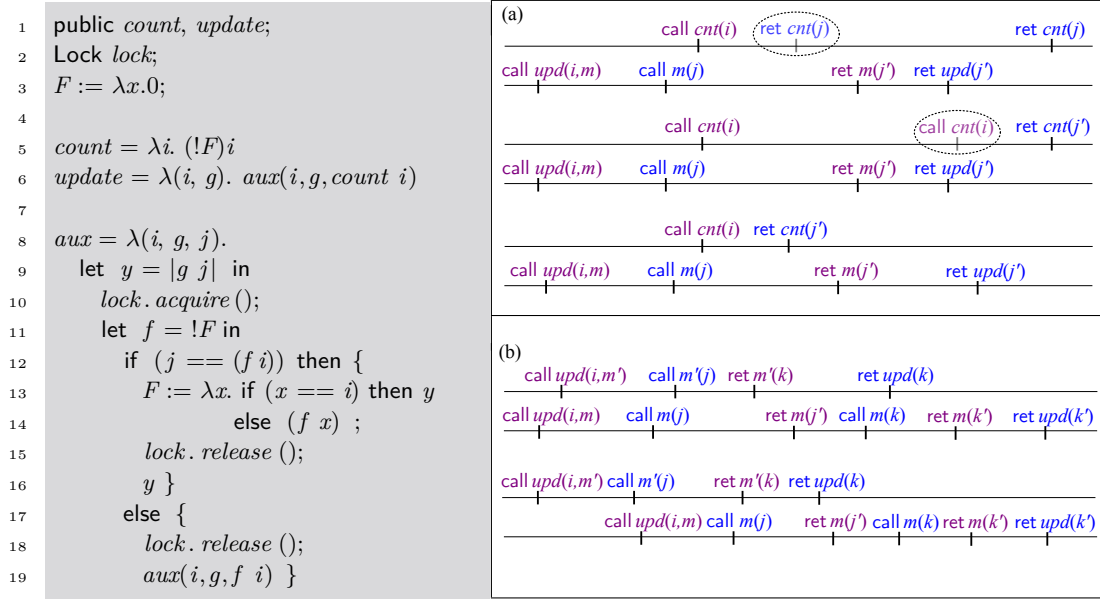 1 public count, update;
2 Lock lock;
3 F := λx.0;
4
5 count = λi. (!F)i
6 update = λ(i, g). aux(i,g,count i)
7
8 aux = λ(i, g, j).
9 let y = |g j| in
10 lock.acquire();
11 let f = !F in
12 if (j == (f i)) then {
13 F := λx. if (x == i) then y
14 else (f x) ;
15 lock.release();
16 y }
17 else {
18 lock.release();
19 aux(i,g,f i) }
(a)
call cnt(i) ret cnt(j) ret cnt(j)
call upd(i,m) call m(j) ret m(j′) ret upd(j′)
call cnt(i) call cnt(i) ret cnt(j′)
call upd(i,m) call m(j) ret m(j′) ret upd(j′)
call cnt(i) ret cnt(j′)
call upd(i,m) call m(j) ret m(j′) ret upd(j′)
(b)
call upd(i,m′) call m′(j) ret m′(k) ret upd(k)
call upd(i,m) call m(j) ret m(j′) call m(k) ret m(k′) ret upd(k′)
call upd(i,m′) call m′(j) ret m′(k) ret upd(k)
call upd(i,m) call m(j) ret m(j′) call m(k) ret m(k′) ret upd(k′)